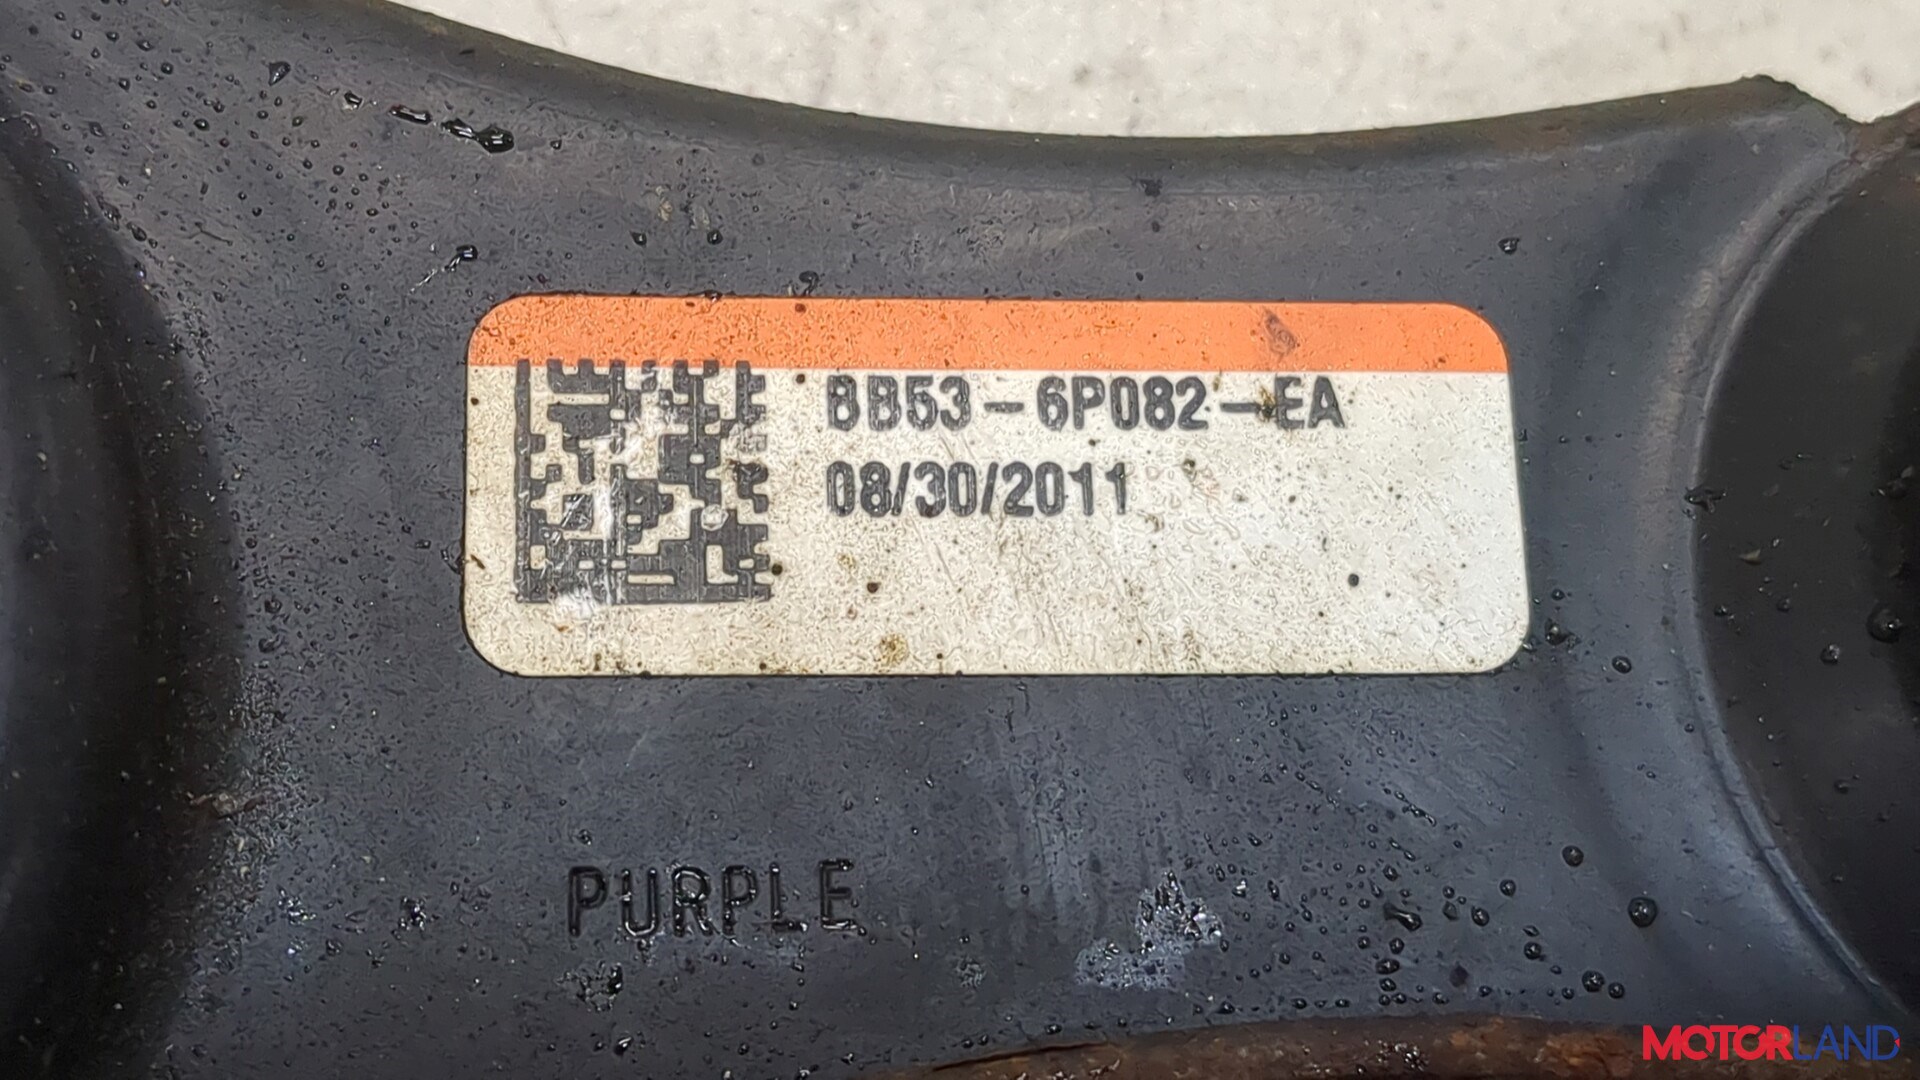 BB53-6P082-EA
08/30/2011
PURPLE
MOTORLAND